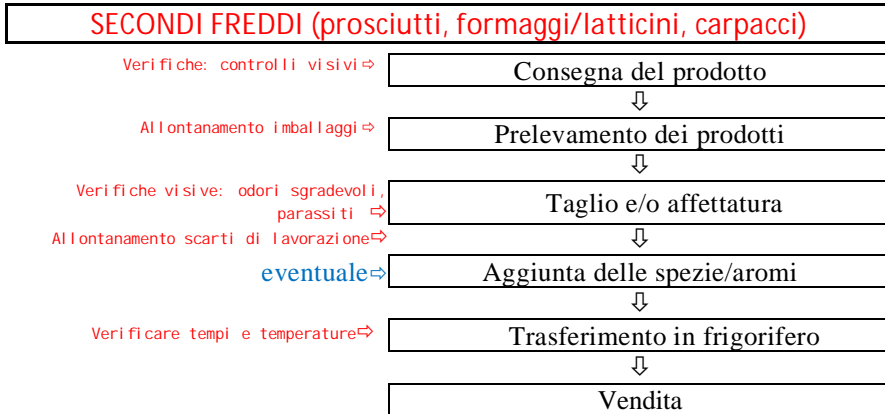 SECONDI FREDDI (prosciutti, formaggi/latticini, carpacci)
Verifiche: controlli visivi⇨
Consegna del prodotto
⇩
Allontanamento imballaggi⇨
Prelevamento dei prodotti
⇩
Verifiche visive: odori sgradevoli,
parassiti ⇨
Taglio e/o affettatura
Allontanamento scarti di lavorazione⇨
⇩
eventuale⇨
Aggiunta delle spezie/aromi
⇩
Verificare tempi e temperature⇨
Trasferimento in frigorifero
⇩
Vendita